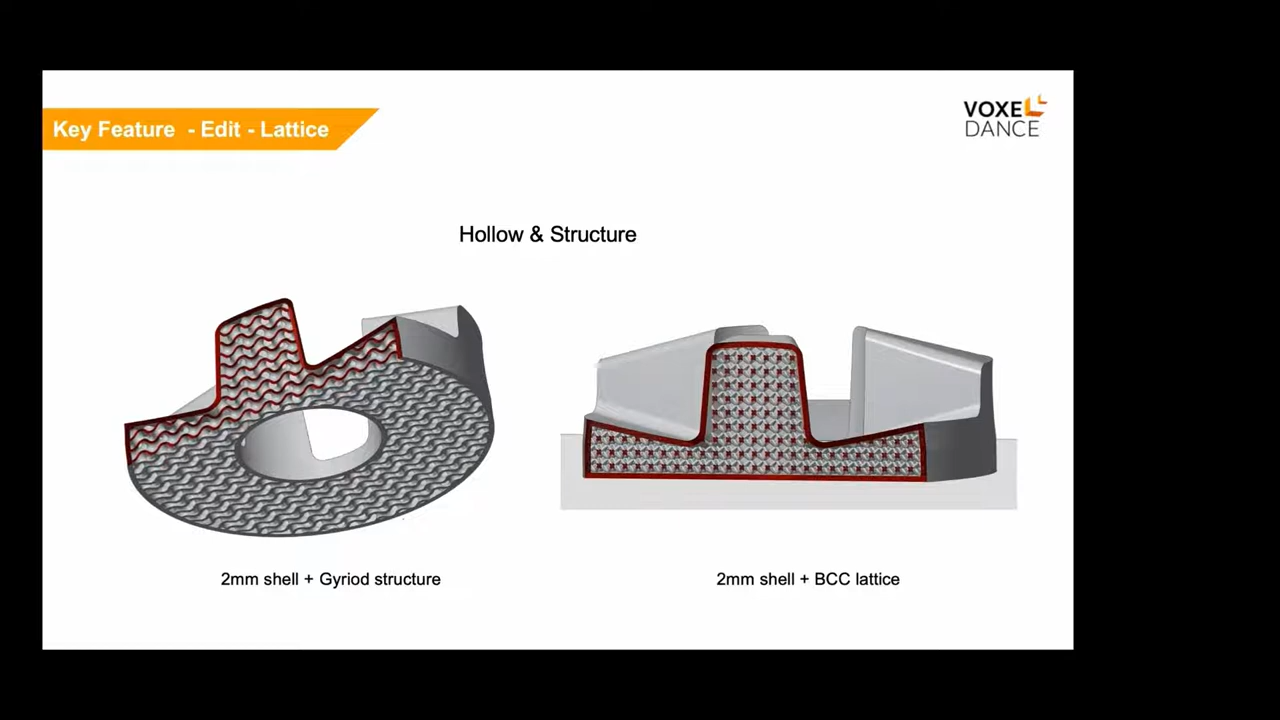 Key Feature - Edit - Lattice
VOXEL
DANCE
Hollow & Structure
2mm shell + Gyriod structure
2mm shell + BCC lattice